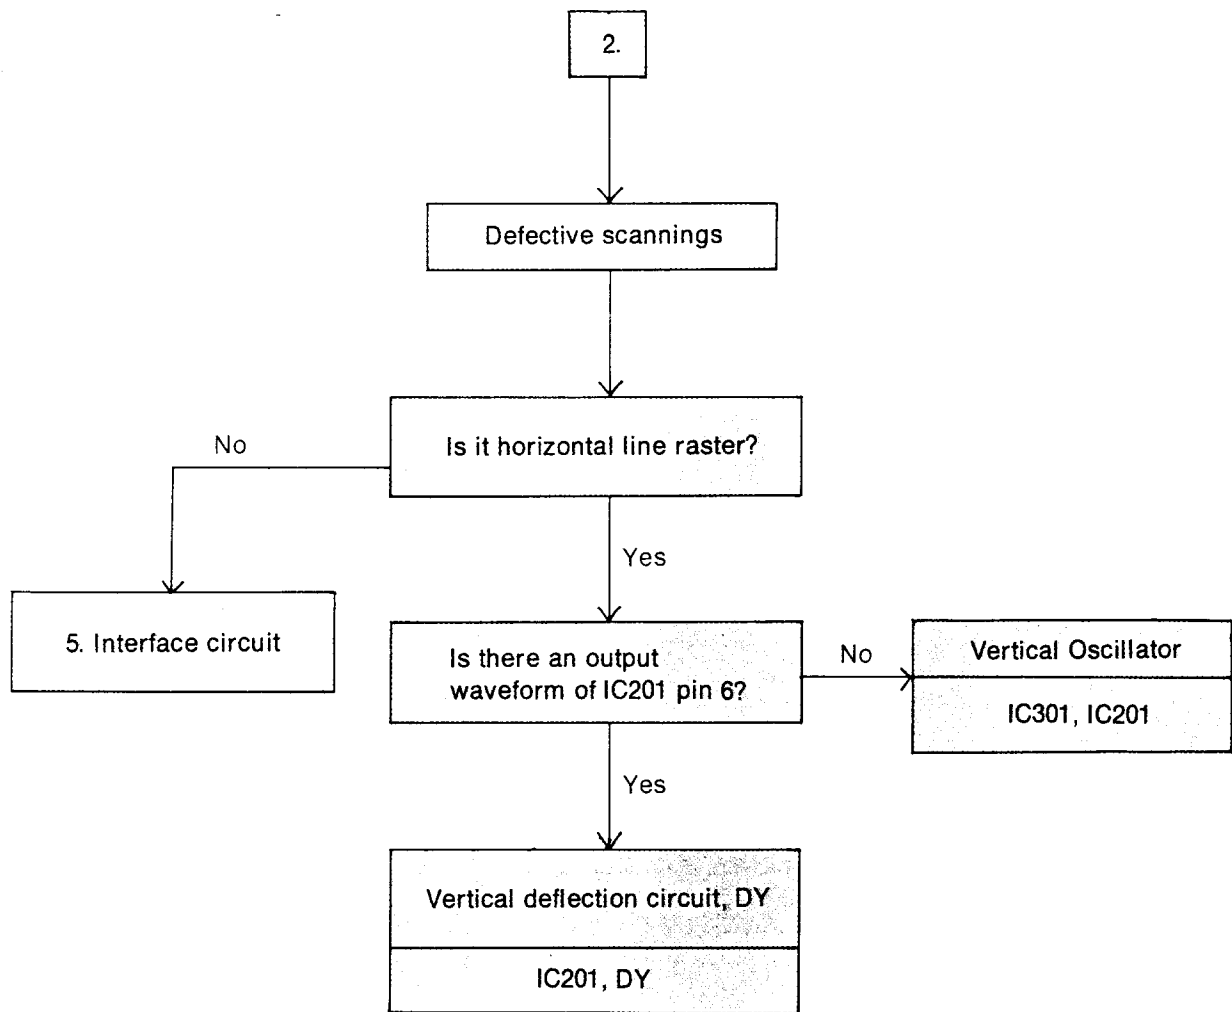 2.
Defective scannings
Is it horizontal line raster?
No
Yes
5. Interface circuit
Is there an output
waveform of IC201 pin 6?
No
Vertical Oscillator
IC301, IC201
Yes
Vertical deflection circuit, DY
IC201, DY